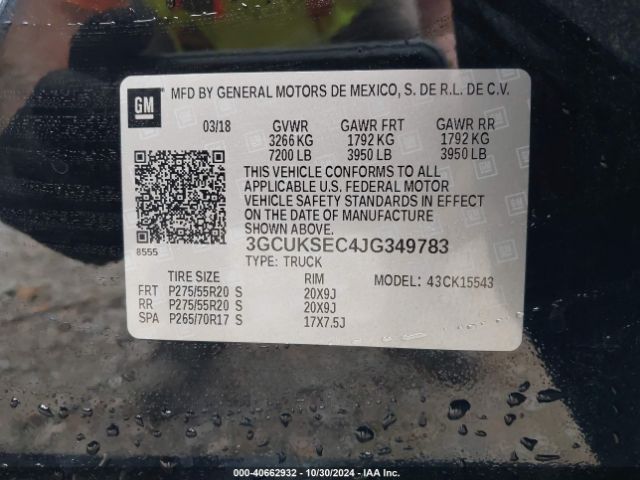 GM
MFD BY GENERAL MOTORS DE MEXICO, S. DE R.L. DE C.V.
03/18 GVWR GAWR FRT GAWR RR
3266 KG 1792 KG 1792 KG
7200 LB 3950 LB 3950 LB
THIS VEHICLE CONFORMS TO ALL
APPLICABLE U.S. FEDERAL MOTOR
VEHICLE SAFETY STANDARDS IN EFFECT
ON THE DATE OF MANUFACTURE
SHOWN ABOVE.
8555 3GCUKSEC4JG349783
TYPE: TRUCK
TIRE SIZE RIM MODEL: 43CK15543
FRT P275/55R20 S 20X9J
RR P275/55R20 S 20X9J
SPA P265/70R17 S 17X7.5J
000-40662932 - 10/30/2024 - IAA Inc.